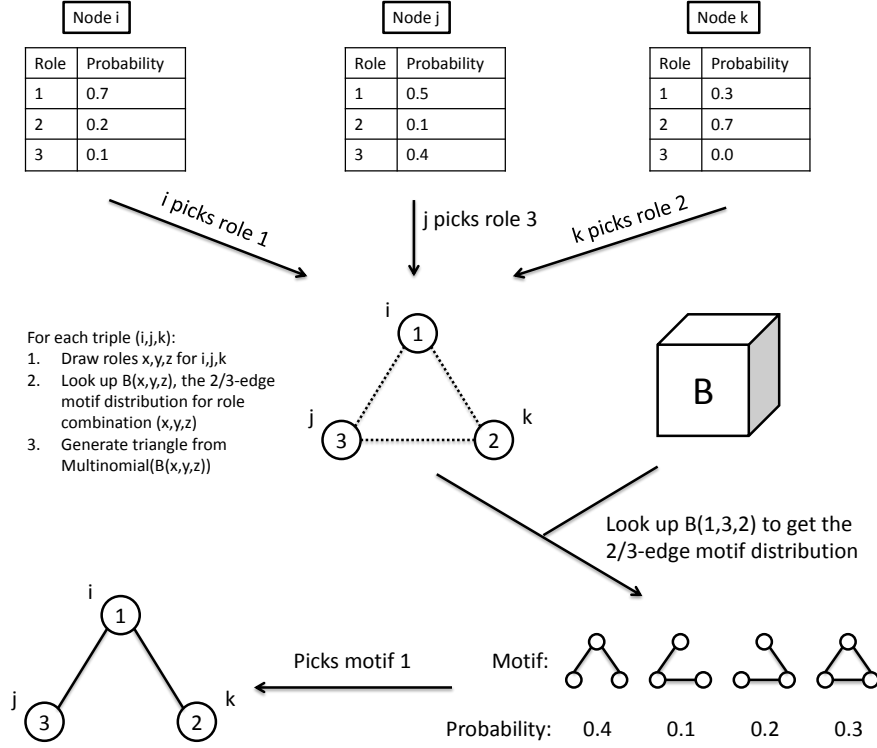 Node i
Node j
Node k
Role Probability
1 0.7
2 0.2
3 0.1
Role Probability
1 0.5
2 0.1
3 0.4
Role Probability
1 0.3
2 0.7
3 0.0
i picks role 1
j picks role 3
k picks role 2
For each triple (i,j,k):
1. Draw roles x,y,z for i,j,k
2. Look up B(x,y,z), the 2/3-edge
motif distribution for role
combination (x,y,z)
3. Generate triangle from
Multinomial(B(x,y,z))
i
1
j
3
k
2
B
Look up B(1,3,2) to get the
2/3-edge motif distribution
i
1
j
3
k
2
Picks motif 1
Motif:
Probability: 0.4 0.1 0.2 0.3